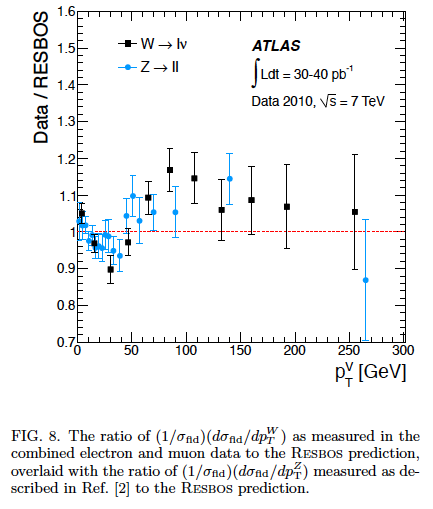 Data / RESBOS
1.6
1.5
1.4
1.3
1.2
1.1
1
0.9
0.8
0.7
W → lν
Z → ll
ATLAS
∫Ldt = 30-40 pb⁻¹
Data 2010, √s = 7 TeV
0 50 100 150 200 250 300
p_T^V [GeV]
FIG. 8. The ratio of (1/σ_fid)(dσ_fid/dp_T^W) as measured in the
combined electron and muon data to the RESBOS prediction,
overlaid with the ratio of (1/σ_fid)(dσ_fid/dp_T^Z) measured as de-
scribed in Ref. [2] to the RESBOS prediction.